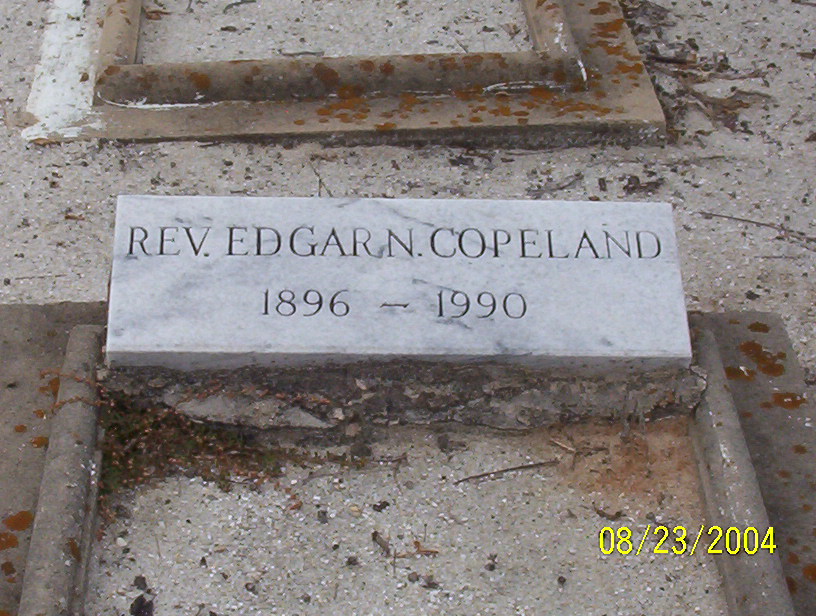 REV. EDGAR N. COPELAND
1896 – 1990
08/23/2004